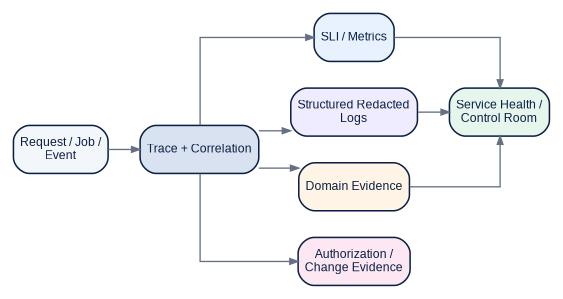 SLI / Metrics
Structured Redacted
Logs
Service Health /
Control Room
Request / Job /
Event
Trace + Correlation
Domain Evidence
Authorization /
Change Evidence